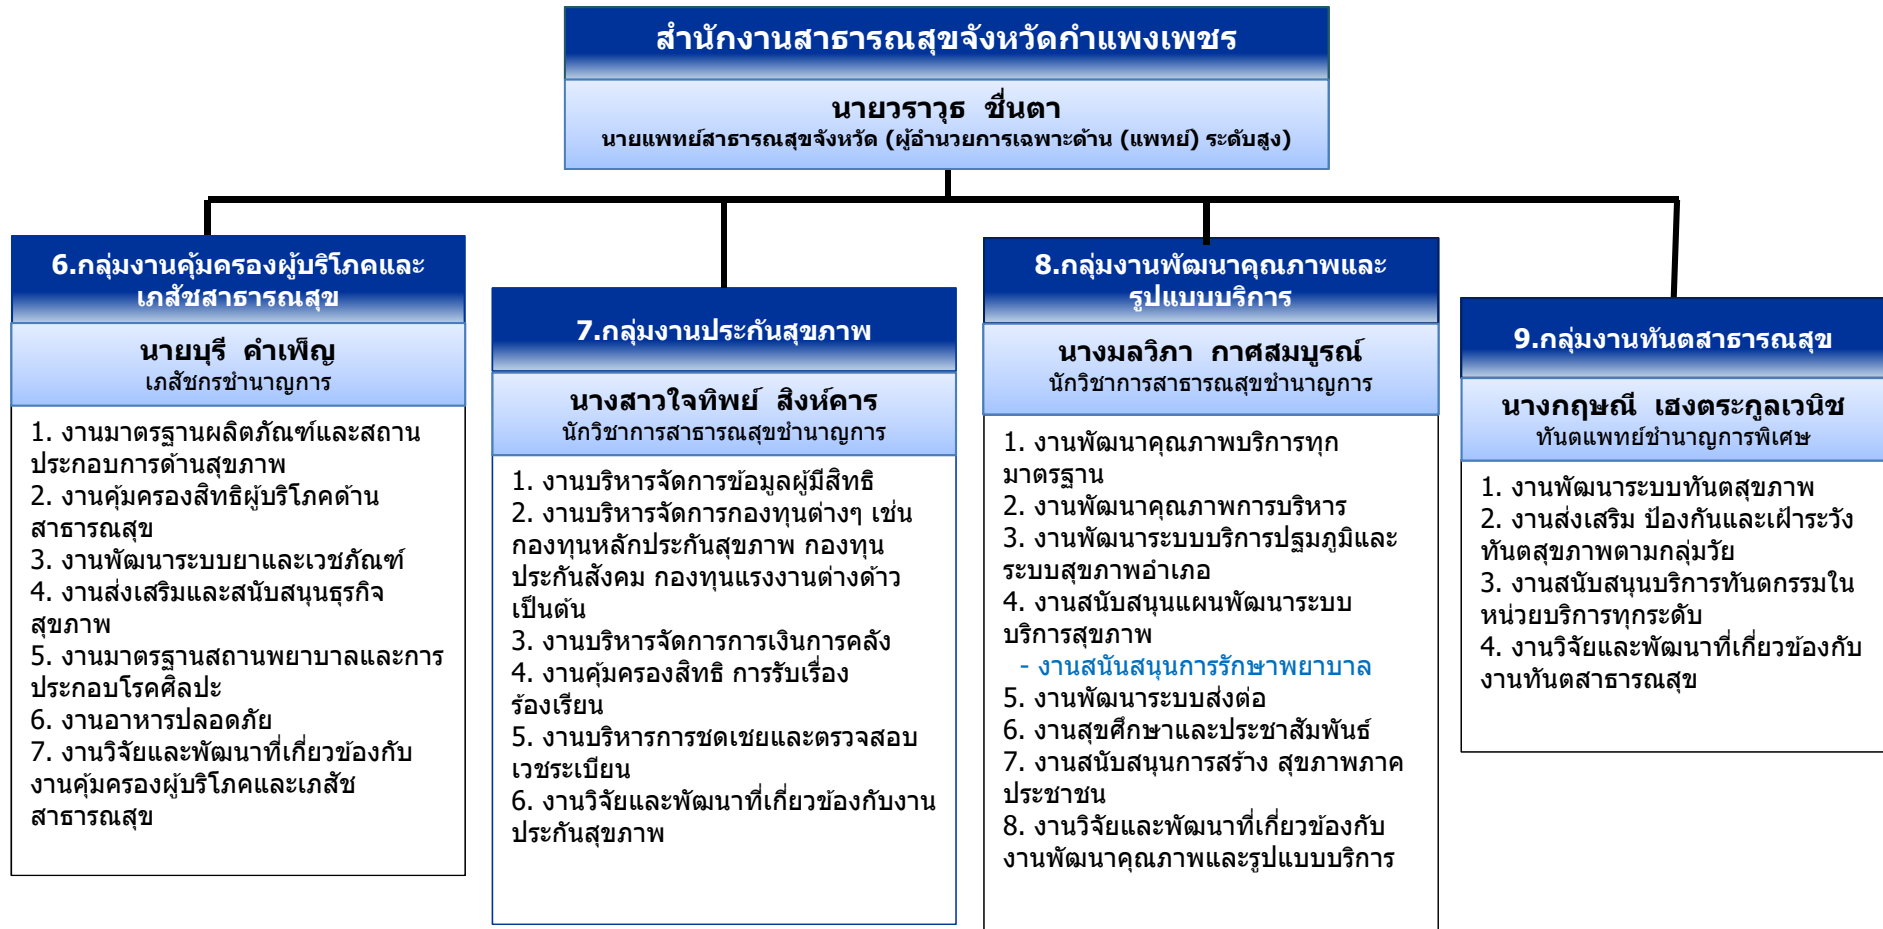 สำนักงานสาธารณสุขจังหวัดกำแพงเพชร
นายวราวุธ ชื่นตา
นายแพทย์สาธารณสุขจังหวัด (ผู้อำนวยการเฉพาะด้าน (แพทย์) ระดับสูง)
6.กลุ่มงานคุ้มครองผู้บริโภคและ
เภสัชสาธารณสุข
นายบุรี คำเพ็ญ
เภสัชกรชำนาญการ
1. งานมาตรฐานผลิตภัณฑ์และสถาน
ประกอบการด้านสุขภาพ
2. งานคุ้มครองสิทธิผู้บริโภคด้าน
สาธารณสุข
3. งานพัฒนาระบบยาและเวชภัณฑ์
4. งานส่งเสริมและสนับสนุนธุรกิจ
สุขภาพ
5. งานมาตรฐานสถานพยาบาลและการ
ประกอบโรคศิลปะ
6. งานอาหารปลอดภัย
7. งานวิจัยและพัฒนาที่เกี่ยวข้องกับ
งานคุ้มครองผู้บริโภคและเภสัช
สาธารณสุข
7.กลุ่มงานประกันสุขภาพ
นางสาวใจทิพย์ สิงห์คาร
นักวิชาการสาธารณสุขชำนาญการ
1. งานบริหารจัดการข้อมูลผู้มีสิทธิ
2. งานบริหารจัดการกองทุนต่างๆ เช่น
กองทุนหลักประกันสุขภาพ กองทุน
ประกันสังคม กองทุนแรงงานต่างด้าว
เป็นต้น
3. งานบริหารจัดการการเงินการคลัง
4. งานคุ้มครองสิทธิ การรับเรื่อง
ร้องเรียน
5. งานบริหารการชดเชยและตรวจสอบ
เวชระเบียน
6. งานวิจัยและพัฒนาที่เกี่ยวข้องกับงาน
ประกันสุขภาพ
8.กลุ่มงานพัฒนาคุณภาพและ
รูปแบบบริการ
นางมลวิภา กาศสมบูรณ์
นักวิชาการสาธารณสุขชำนาญการ
1. งานพัฒนาคุณภาพบริการทุก
มาตรฐาน
2. งานพัฒนาคุณภาพการบริหาร
3. งานพัฒนาระบบบริการปฐมภูมิและ
ระบบสุขภาพอำเภอ
4. งานสนับสนุนแผนพัฒนาระบบ
บริการสุขภาพ
- งานสนันสนุนการรักษาพยาบาล
5. งานพัฒนาระบบส่งต่อ
6. งานสุขศึกษาและประชาสัมพันธ์
7. งานสนับสนุนการสร้าง สุขภาพภาค
ประชาชน
8. งานวิจัยและพัฒนาที่เกี่ยวข้องกับ
งานพัฒนาคุณภาพและรูปแบบบริการ
9.กลุ่มงานทันตสาธารณสุข
นางกฤษณี เฮงตระกูลเวนิช
ทันตแพทย์ชำนาญการพิเศษ
1. งานพัฒนาระบบทันตสุขภาพ
2. งานส่งเสริม ป้องกันและเฝ้าระวัง
ทันตสุขภาพตามกลุ่มวัย
3. งานสนับสนุนบริการทันตกรรมใน
หน่วยบริการทุกระดับ
4. งานวิจัยและพัฒนาที่เกี่ยวข้องกับ
งานทันตสาธารณสุข